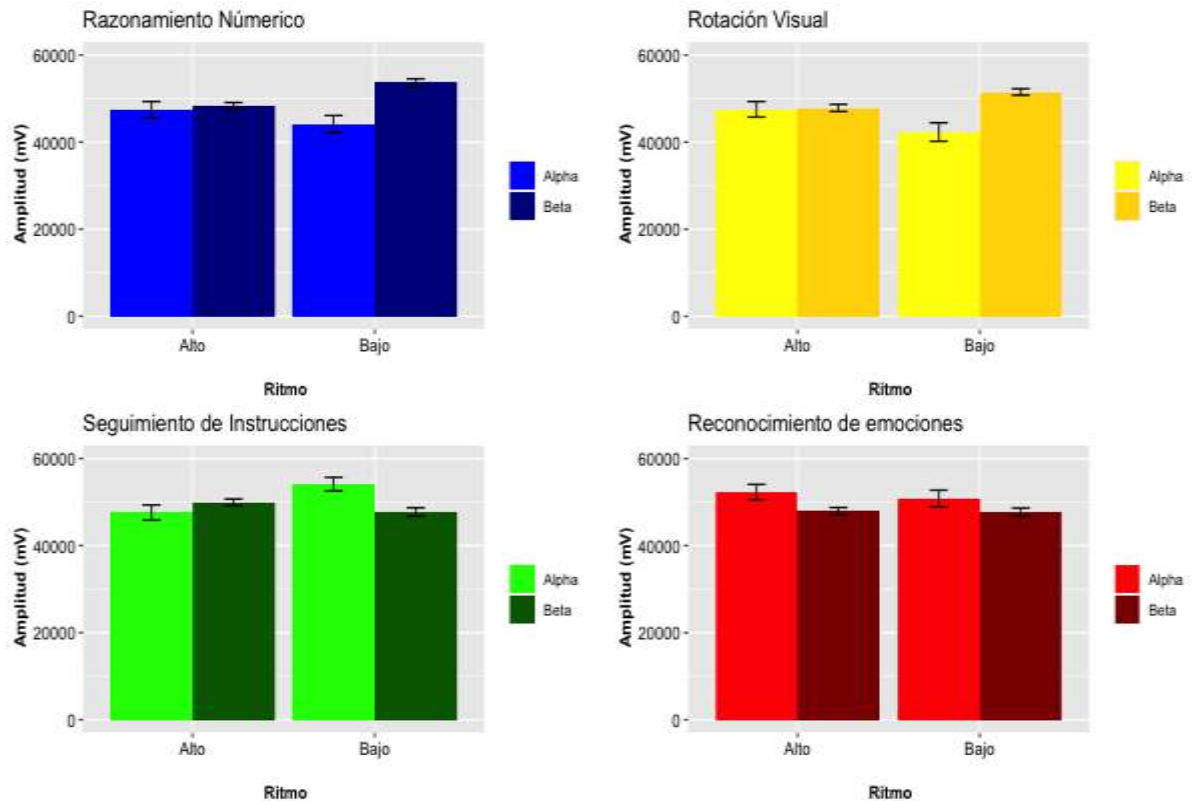 Razonamiento Númerico
Amplitud (mV)
60000
40000
20000
0
Alto
Bajo
Ritmo
Alpha
Beta
Rotación Visual
Amplitud (mV)
60000
40000
20000
0
Alto
Bajo
Ritmo
Alpha
Beta
Seguimiento de Instrucciones
Amplitud (mV)
60000
40000
20000
0
Alto
Bajo
Ritmo
Alpha
Beta
Reconocimiento de emociones
Amplitud (mV)
60000
40000
20000
0
Alto
Bajo
Ritmo
Alpha
Beta